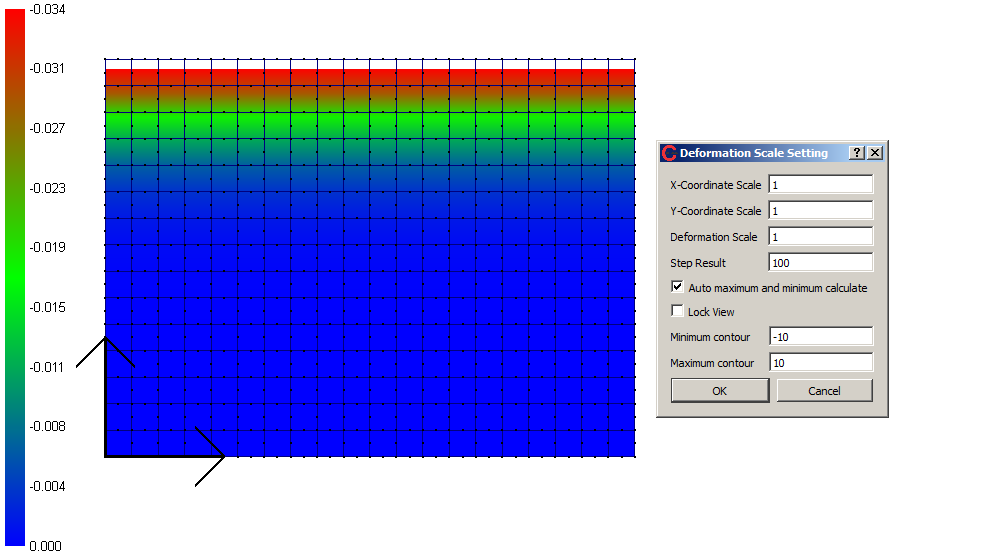 -0.034
-0.031
-0.027
-0.023
-0.019
-0.015
-0.011
-0.008
-0.004
0.000
Deformation Scale Setting
X-Coordinate Scale 1
Y-Coordinate Scale 1
Deformation Scale 1
Step Result 100
Auto maximum and minimum calculate
Lock View
Minimum contour -10
Maximum contour 10
OK Cancel